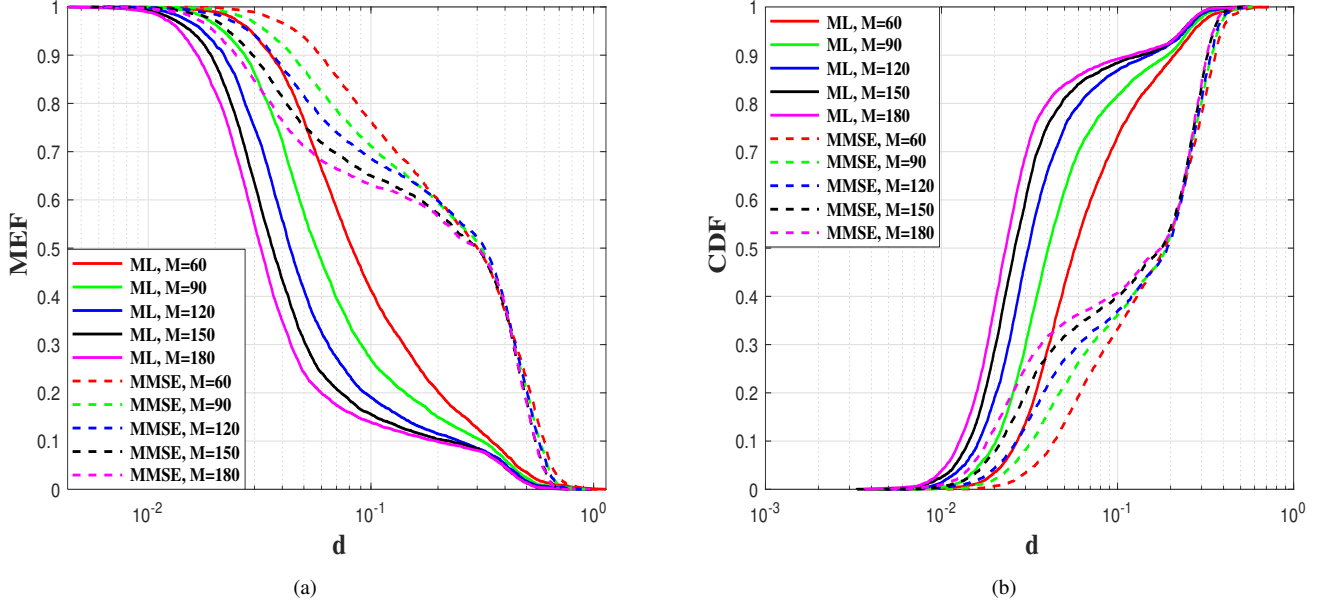 1
0.9
0.8
0.7
0.6
0.5
0.4
0.3
0.2
0.1
0
MEF
ML, M=60
ML, M=90
ML, M=120
ML, M=150
ML, M=180
MMSE, M=60
MMSE, M=90
MMSE, M=120
MMSE, M=150
MMSE, M=180
10-2 10-1 100
d
(a)
1
0.9
0.8
0.7
0.6
0.5
0.4
0.3
0.2
0.1
0
CDF
ML, M=60
ML, M=90
ML, M=120
ML, M=150
ML, M=180
MMSE, M=60
MMSE, M=90
MMSE, M=120
MMSE, M=150
MMSE, M=180
10-3 10-2 10-1 100
d
(b)